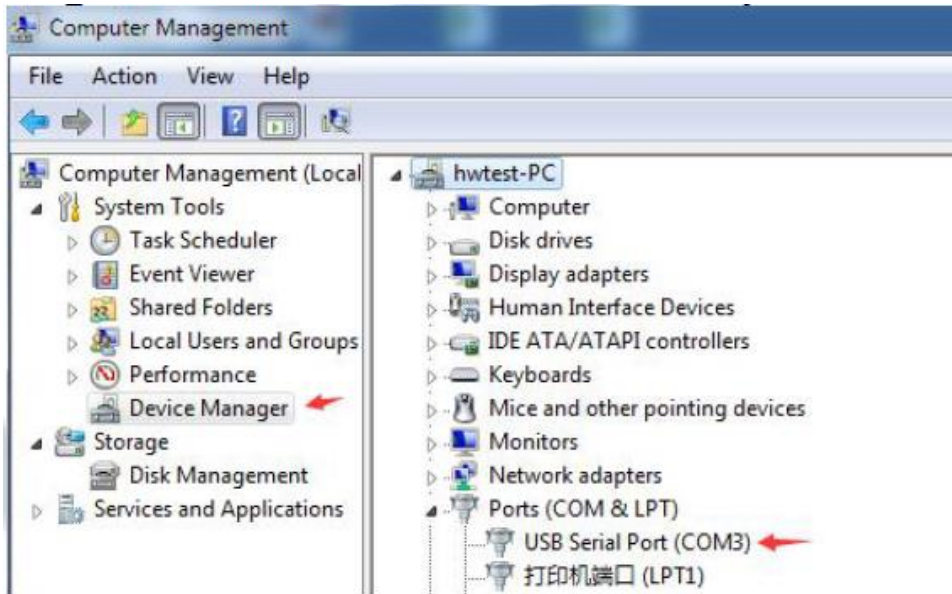 Computer Management
File Action View Help
Computer Management (Local
System Tools
Task Scheduler
Event Viewer
Shared Folders
Local Users and Groups
Performance
Device Manager
Storage
Disk Management
Services and Applications
hwtest-PC
Computer
Disk drives
Display adapters
Human Interface Devices
IDE ATA/ATAPI controllers
Keyboards
Mice and other pointing devices
Monitors
Network adapters
Ports (COM & LPT)
USB Serial Port (COM3)
打印机端口 (LPT1)